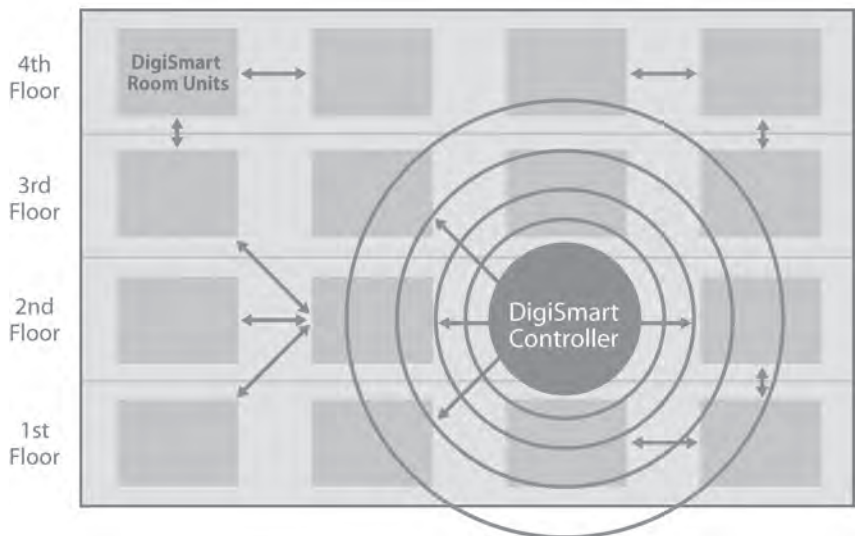 4th
Floor
DigiSmart
Room Units
3rd
Floor
2nd
Floor
DigiSmart
Controller
1st
Floor